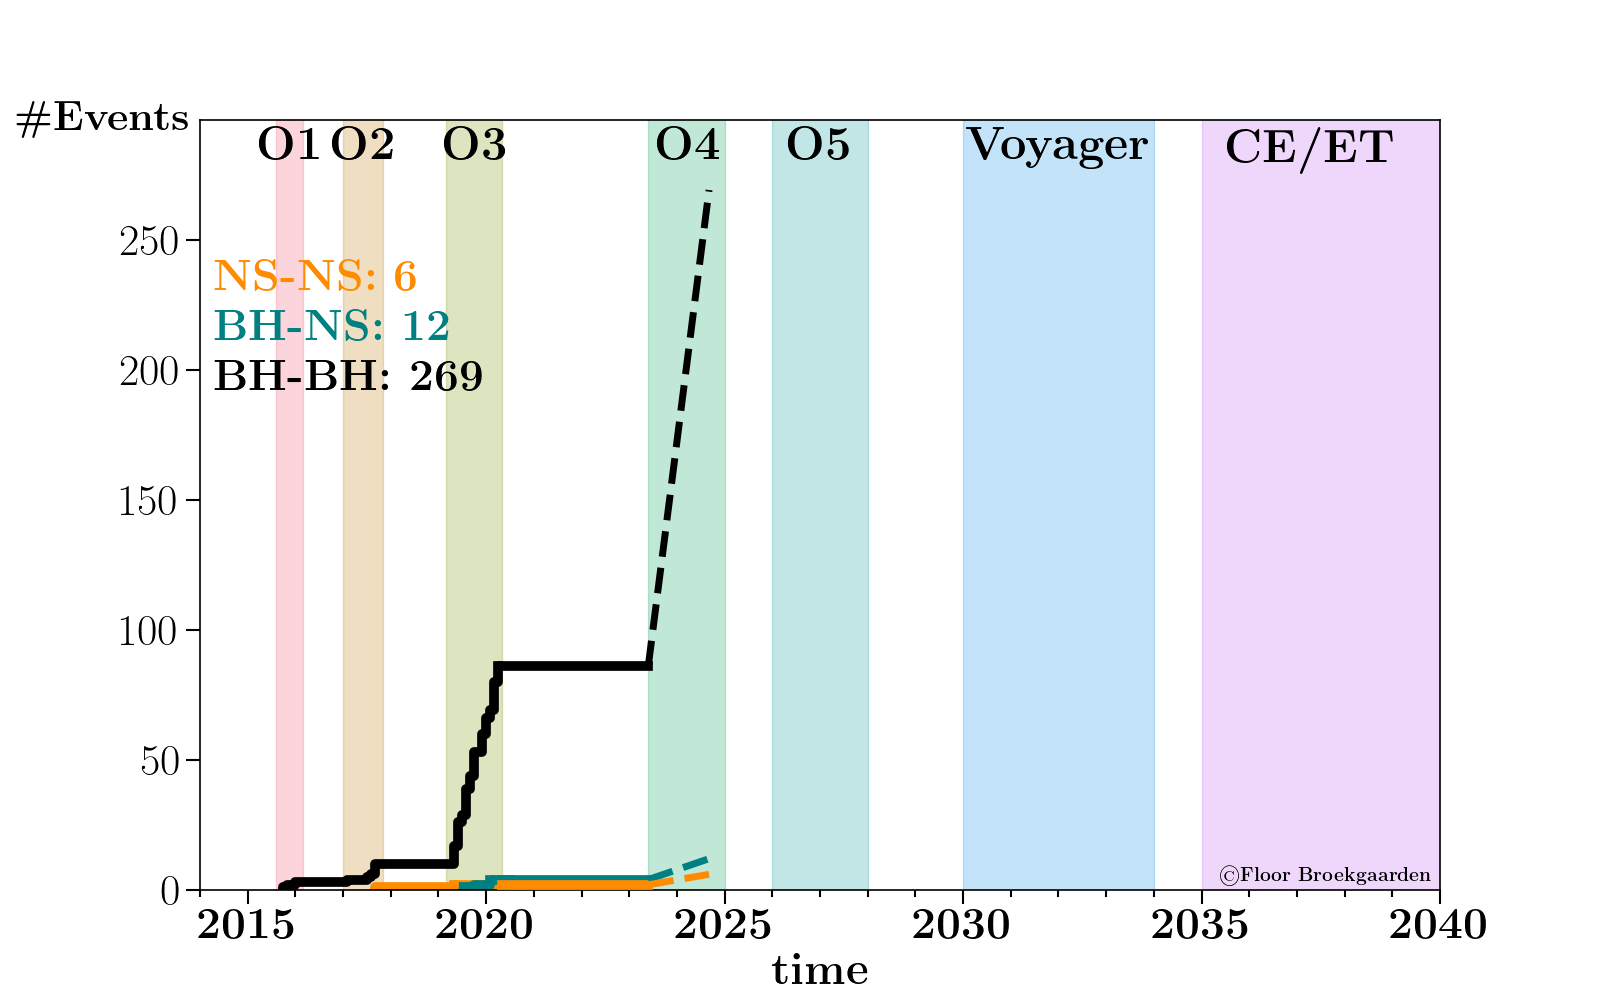 #Events
O1 O2 O3 O4 O5 Voyager CE/ET
250
NS-NS: 6
BH-NS: 12
200
BH-BH: 269
150
100
50
0
©Floor Broekgaarden
2015 2020 2025 2030 2035 2040
time